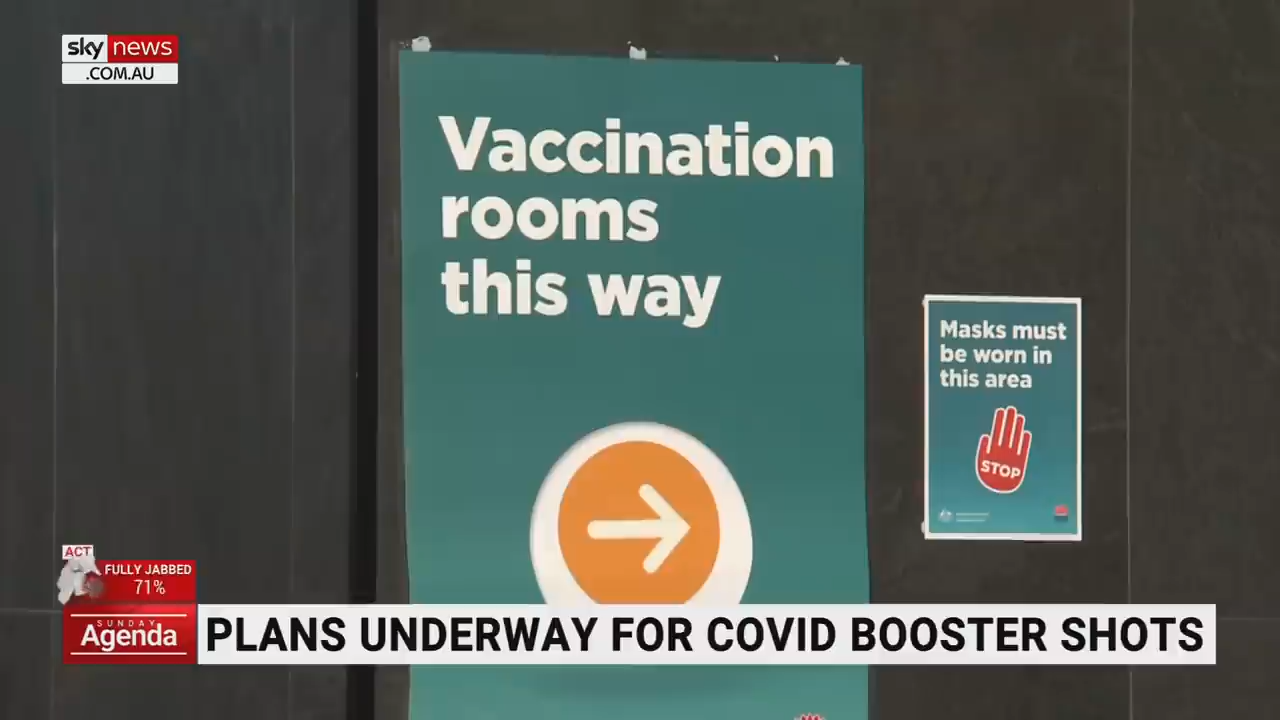 sky news
.COM.AU
Vaccination
rooms
this way
Masks must
be worn in
this area
STOP
ACT
FULLY JABBED
71%
SUNDAY
Agenda
PLANS UNDERWAY FOR COVID BOOSTER SHOTS